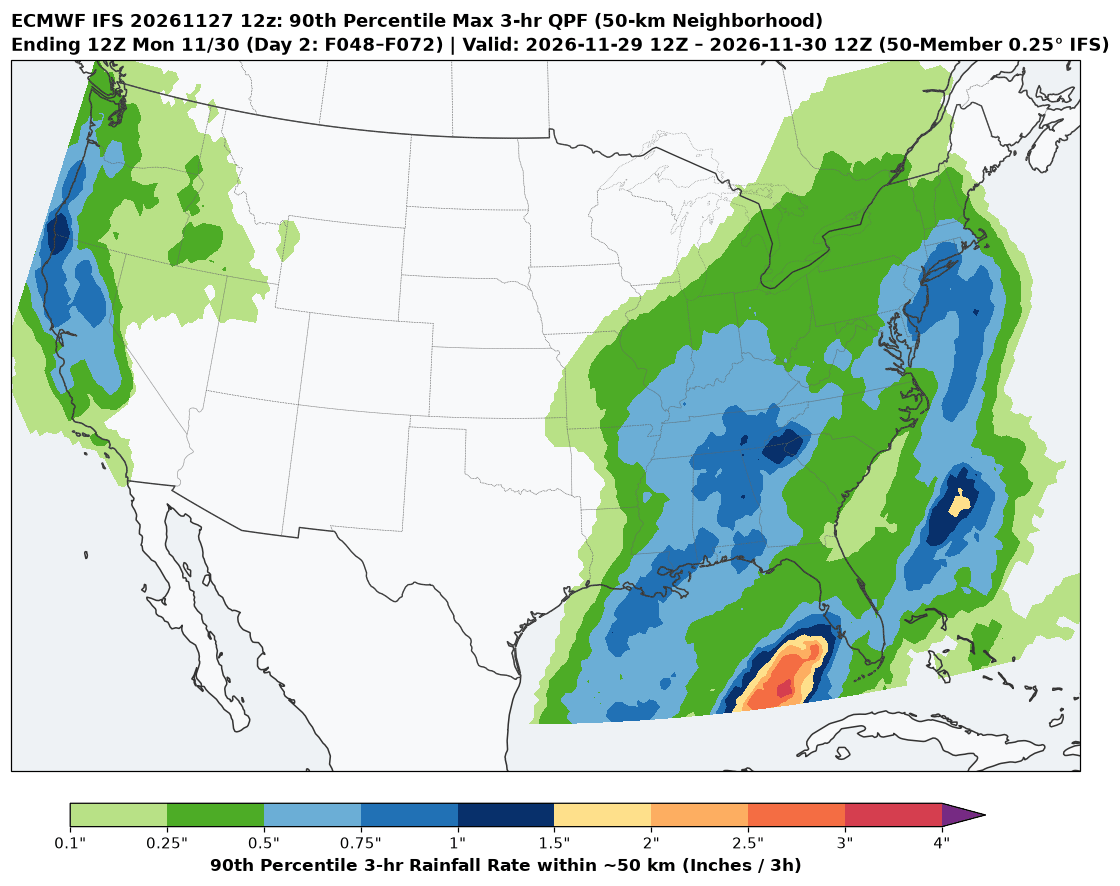 ECMWF IFS 20261127 12z: 90th Percentile Max 3-hr QPF (50-km Neighborhood)
Ending 12Z Mon 11/30 (Day 2: F048–F072) | Valid: 2026-11-29 12Z – 2026-11-30 12Z (50-Member 0.25° IFS)
0.1" 0.25" 0.5" 0.75" 1" 1.5" 2" 2.5" 3" 4"
90th Percentile 3-hr Rainfall Rate within ~50 km (Inches / 3h)